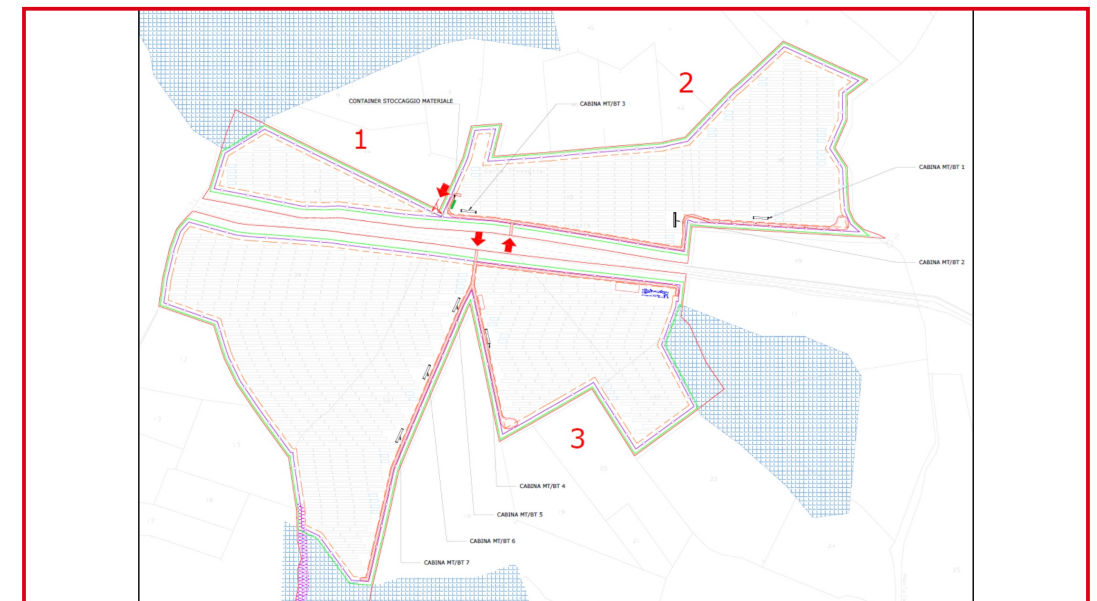 2
CONTAINER STOCCAGGIO MATERIALE
CABINA MT/BT 3
1
CABINA MT/BT 1
CABINA MT/BT 2
3
CABINA MT/BT 4
CABINA MT/BT 5
CABINA MT/BT 6
CABINA MT/BT 7